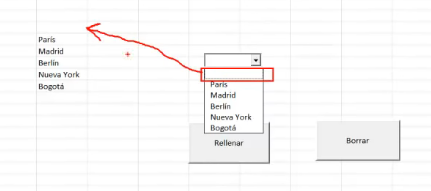 París
Madrid
Berlín
Nueva York
Bogotá
París
Madrid
Berlín
Nueva York
Bogotá
Rellenar
Borrar